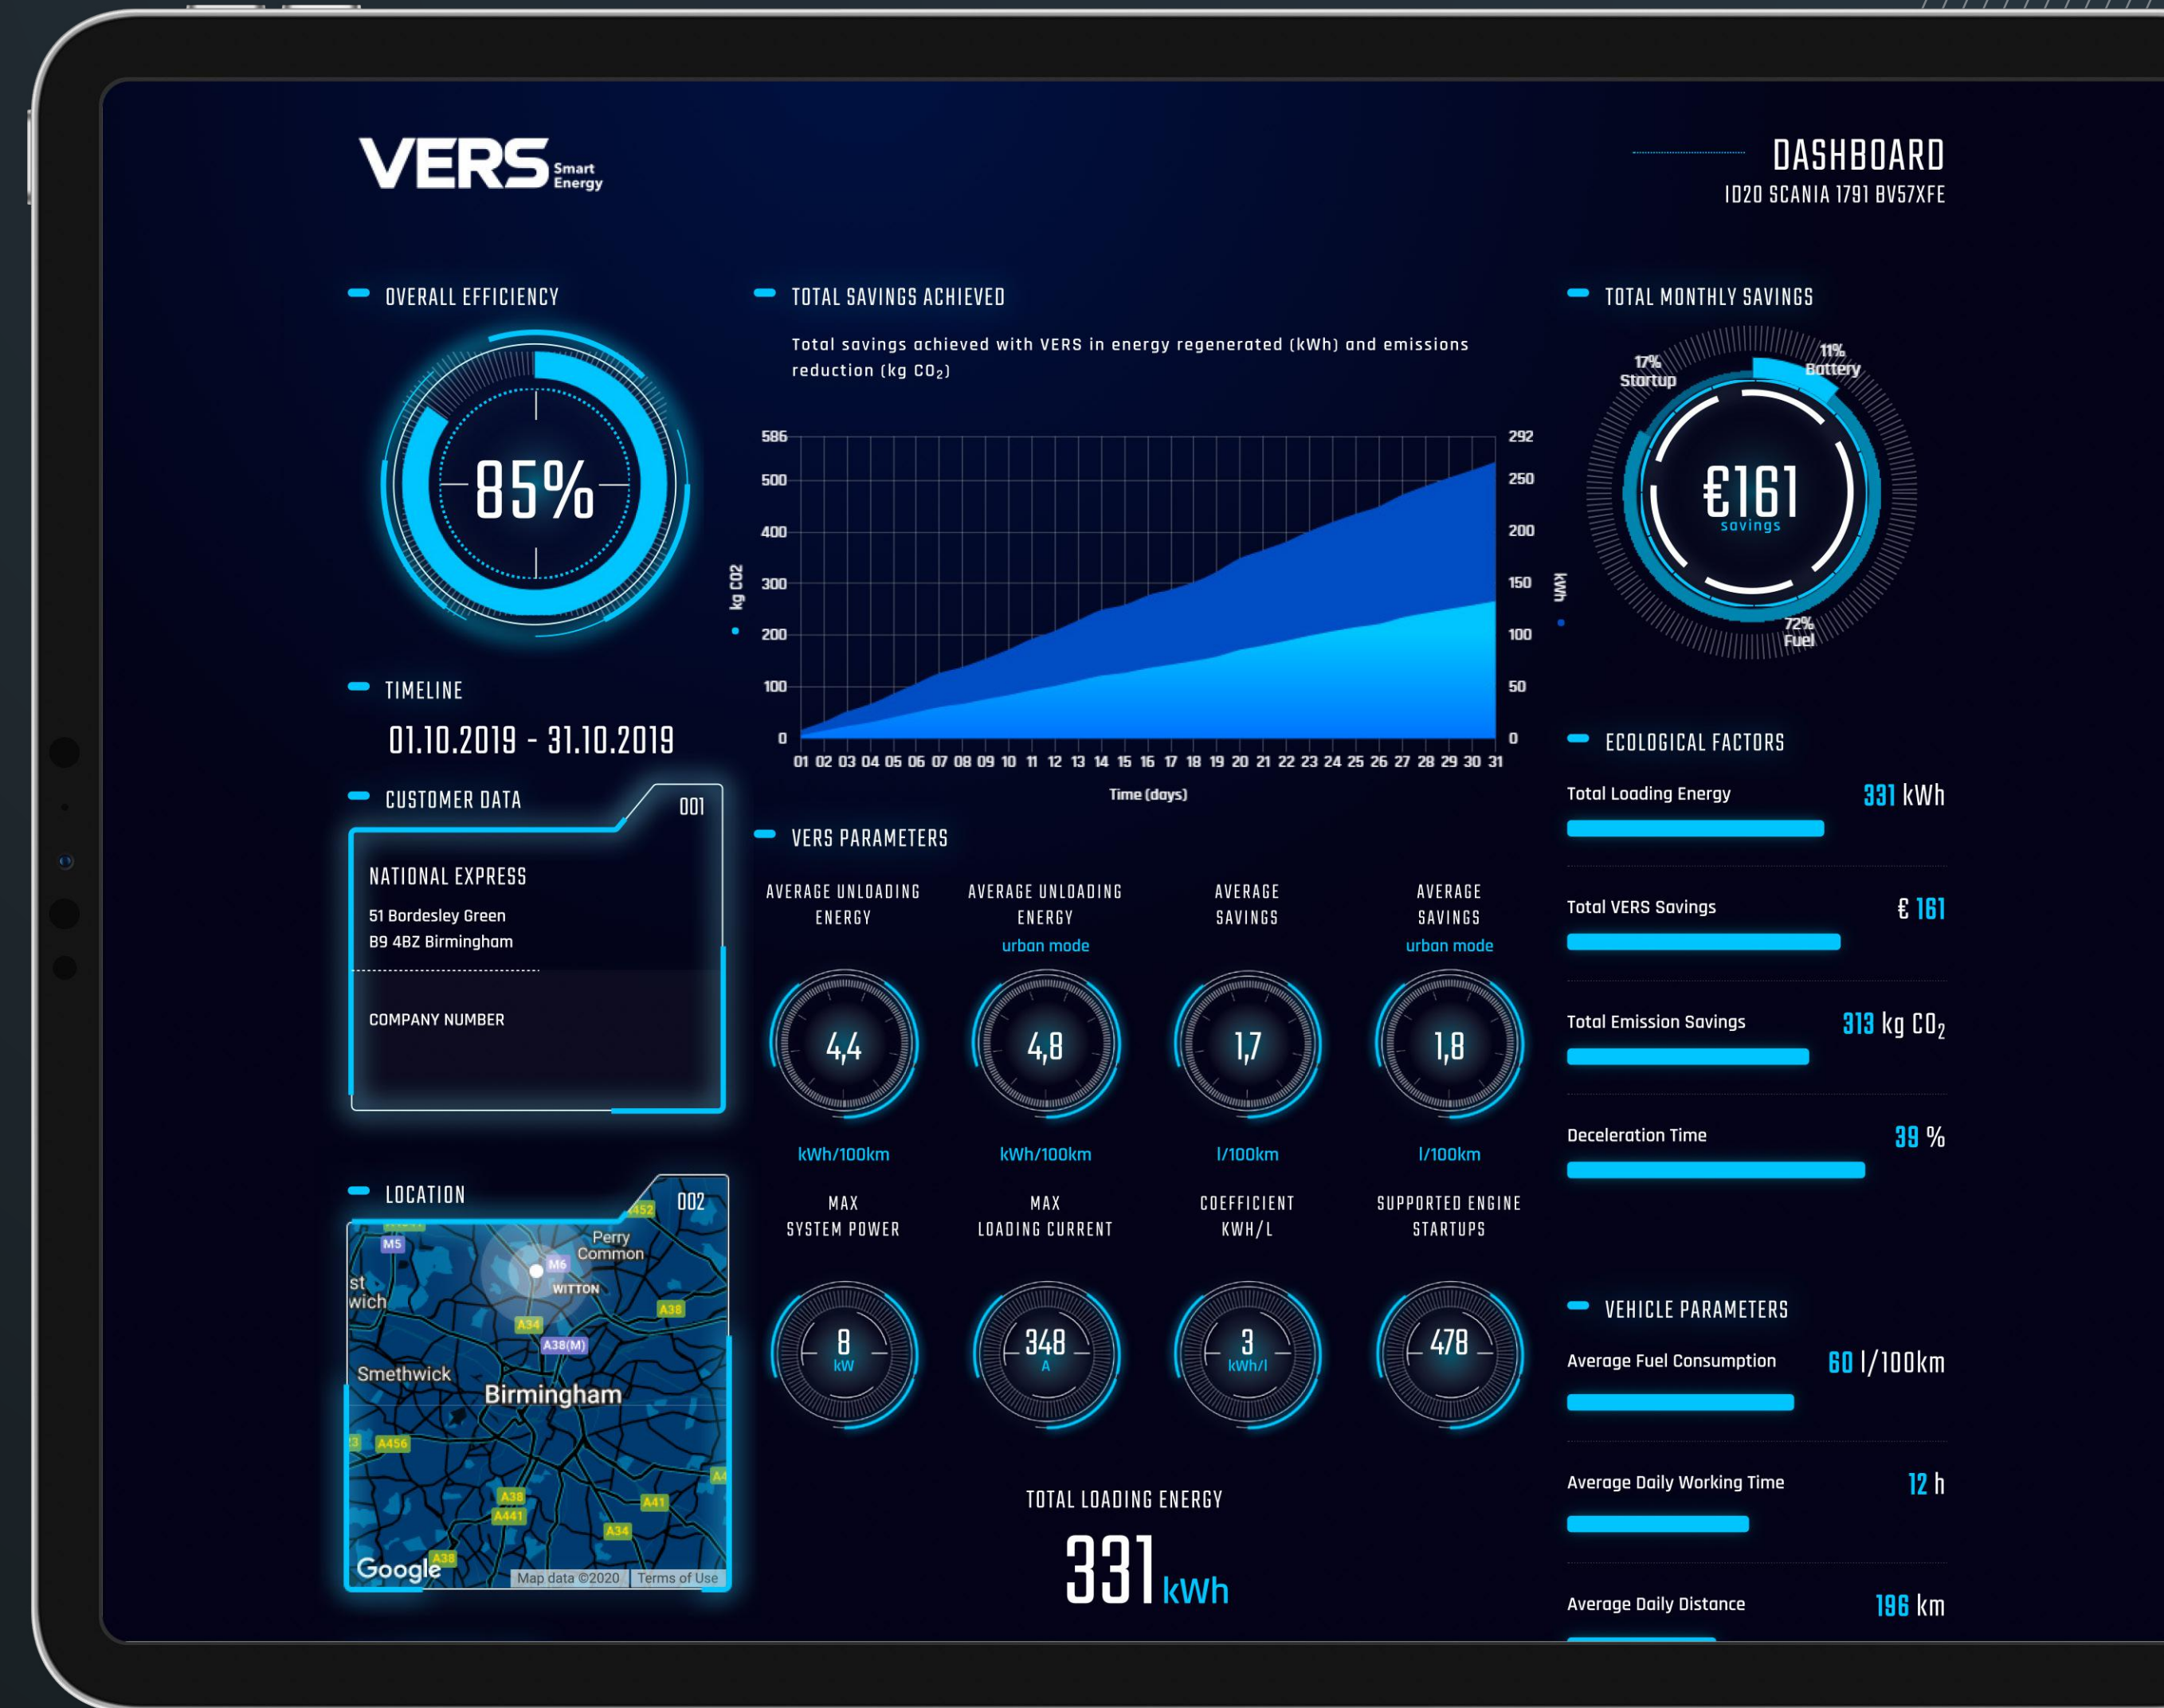 VERS Smart
Energy
DASHBOARD
ID20 SCANIA 1791 BV57XFE
OVERALL EFFICIENCY
85%
TIMELINE
01.10.2019 - 31.10.2019
CUSTOMER DATA
001
NATIONAL EXPRESS
51 Bordesley Green
B9 4BZ Birmingham
COMPANY NUMBER
LOCATION
002
A452
M5
Perry
Common
M6
WITTON
st
wich
A38
A34
A38(M)
Smethwick
Birmingham
A456
A38
A441
A41
A34
A38
Google
Map data ©2020
Terms of Use
TOTAL SAVINGS ACHIEVED
Total savings achieved with VERS in energy regenerated (kWh) and emissions
reduction (kg CO₂)
586
500
400
300
200
100
0
kg CO2
292
250
200
150
100
50
0
kWh
01 02 03 04 05 06 07 08 09 10 11 12 13 14 15 16 17 18 19 20 21 22 23 24 25 26 27 28 29 30 31
Time (days)
VERS PARAMETERS
AVERAGE UNLOADING
ENERGY
4,4
kWh/100km
AVERAGE UNLOADING
ENERGY
urban mode
4,8
kWh/100km
AVERAGE
SAVINGS
1,7
l/100km
AVERAGE
SAVINGS
urban mode
1,8
l/100km
MAX
SYSTEM POWER
8
kW
MAX
LOADING CURRENT
348
A
COEFFICIENT
KWH/L
3
kWh/l
SUPPORTED ENGINE
STARTUPS
478
TOTAL LOADING ENERGY
331 kWh
TOTAL MONTHLY SAVINGS
17%
Startup
11%
Battery
€161
savings
72%
Fuel
ECOLOGICAL FACTORS
Total Loading Energy 331 kWh
Total VERS Savings € 161
Total Emission Savings 313 kg CO₂
Deceleration Time 39 %
VEHICLE PARAMETERS
Average Fuel Consumption 60 l/100km
Average Daily Working Time 12 h
Average Daily Distance 196 km